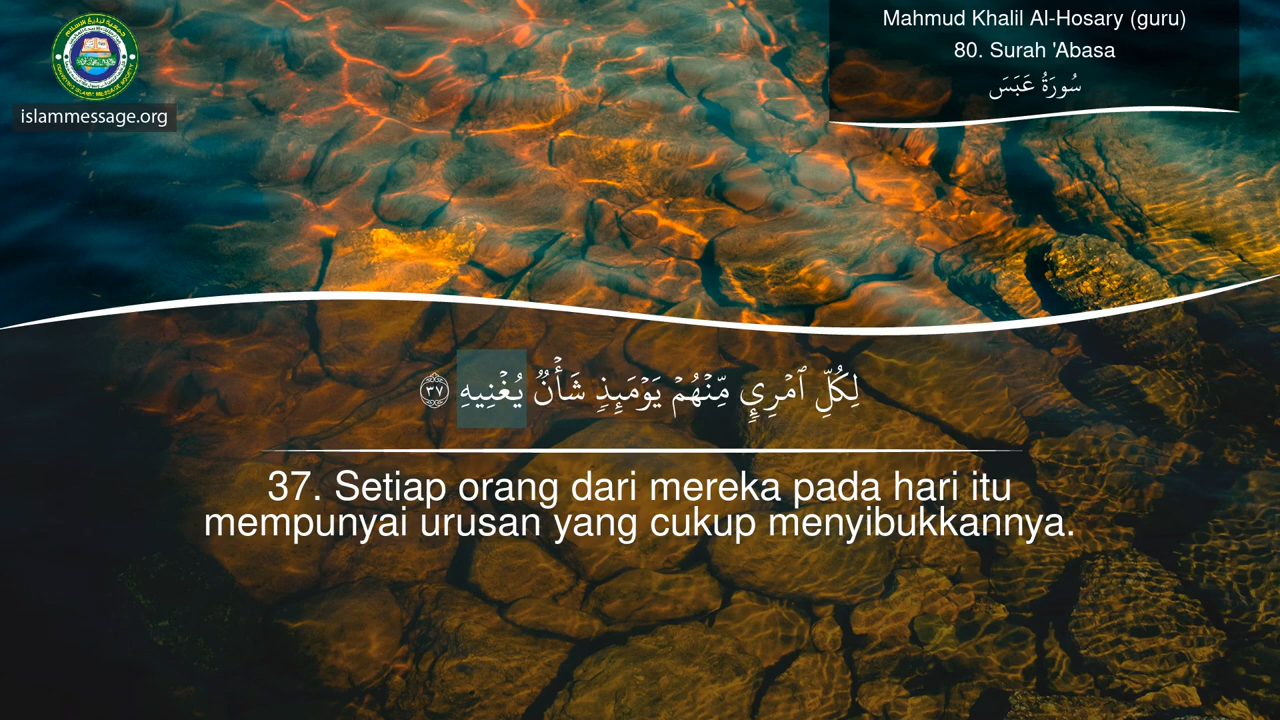 islammessage.org
Mahmud Khalil Al-Hosary (guru)
80. Surah 'Abasa
سُورَةُ عَبَسَ
لِكُلِّ ٱمۡرِيٕٖ مِّنۡهُمۡ يَوۡمَئِذٖ شَأۡنٞ يُغۡنِيهِ ٣٧
37. Setiap orang dari mereka pada hari itu
mempunyai urusan yang cukup menyibukkannya.